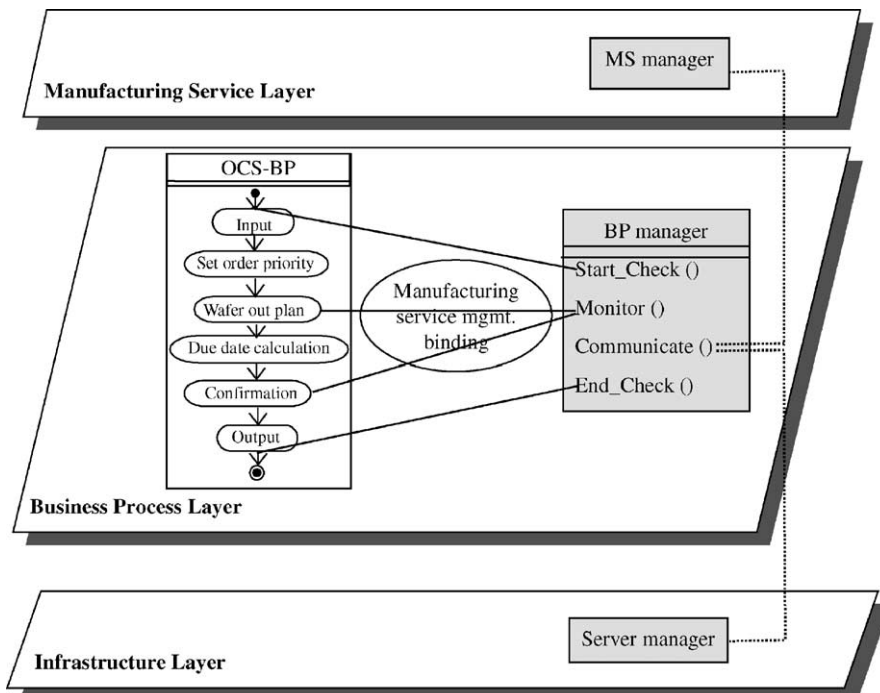 MS manager
Manufacturing Service Layer
OCS-BP
Input
Set order priority
Wafer out plan
Due date calculation
Confirmation
Output
Manufacturing
service mgmt.
binding
BP manager
Start_Check ()
Monitor ()
Communicate ()
End_Check ()
Business Process Layer
Server manager
Infrastructure Layer